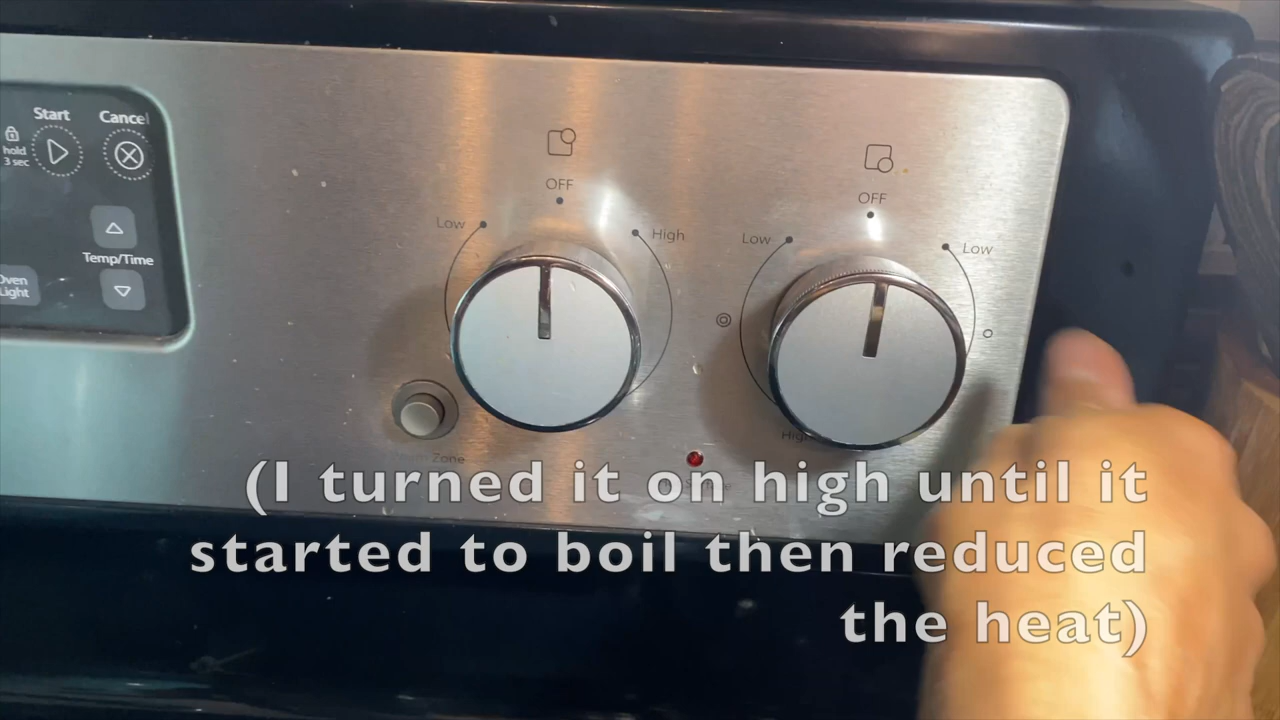 Start Cancel
hold
3 sec
Temp/Time
Oven
Light
OFF
Low High
OFF
Low Low
High
Zone
(I turned it on high until it
started to boil then reduced
the heat)